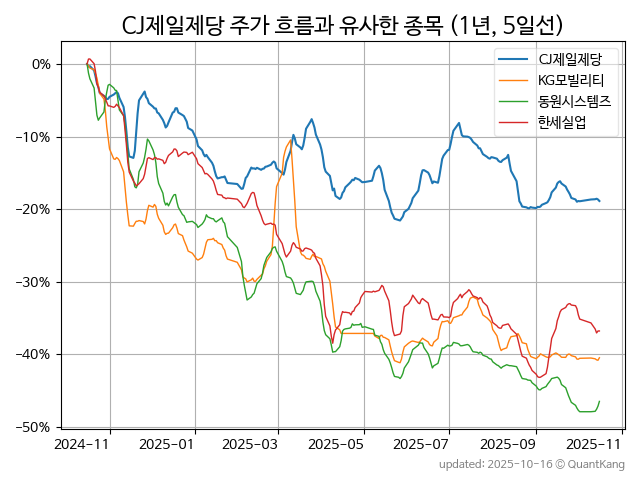 CJ제일제당 주가 흐름과 유사한 종목 (1년, 5일선)
CJ제일제당
KG모빌리티
동원시스템즈
한세실업
0%
−10%
−20%
−30%
−40%
−50%
2024-11
2025-01
2025-03
2025-05
2025-07
2025-09
2025-11
updated: 2025-10-16 © QuantKang